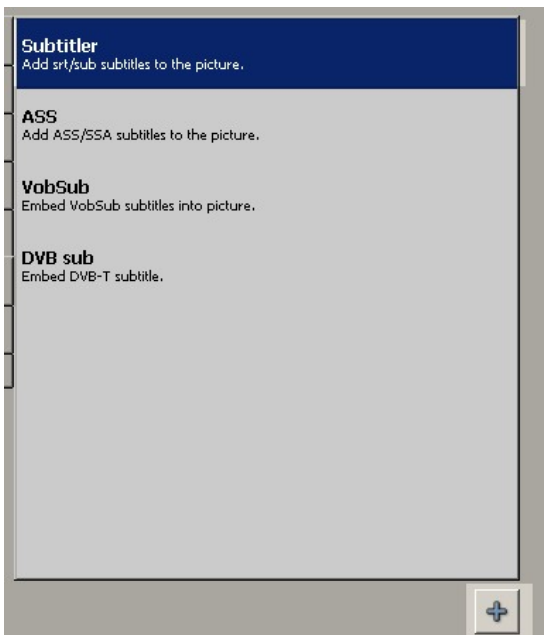 Subtitler
Add srt/sub subtitles to the picture.
ASS
Add ASS/SSA subtitles to the picture.
VobSub
Embed VobSub subtitles into picture.
DVB sub
Embed DVB-T subtitle.